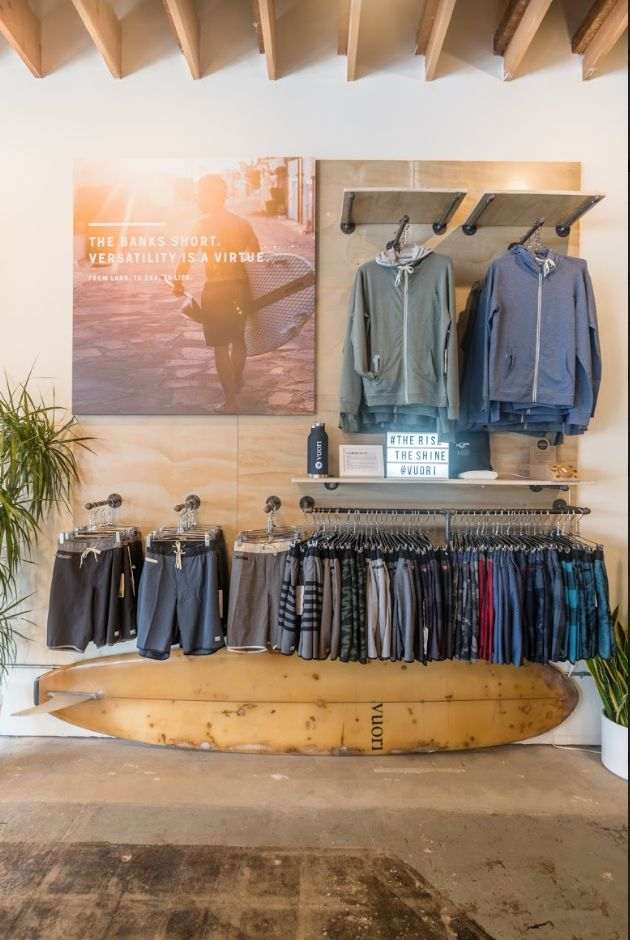 THE BANKS SHORT.
VERSATILITY IS A VIRTUE.
FROM LAND. TO SEA. TO LIFE.
vuori
#THE RISE
THE SHINE
@VUORI
vuori